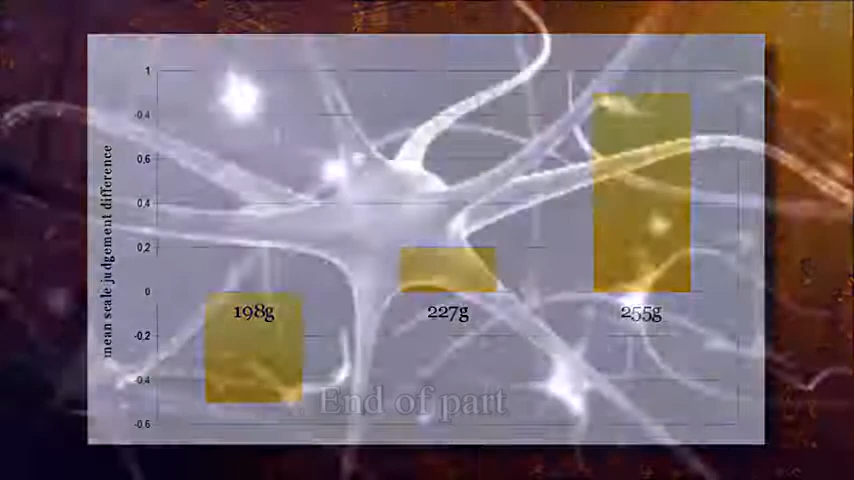 mean scale judgement difference
1
-0.4
0,6
0,4
0,2
0
-0,2
-0,4
-0,6
198g
227g
255g
End of part